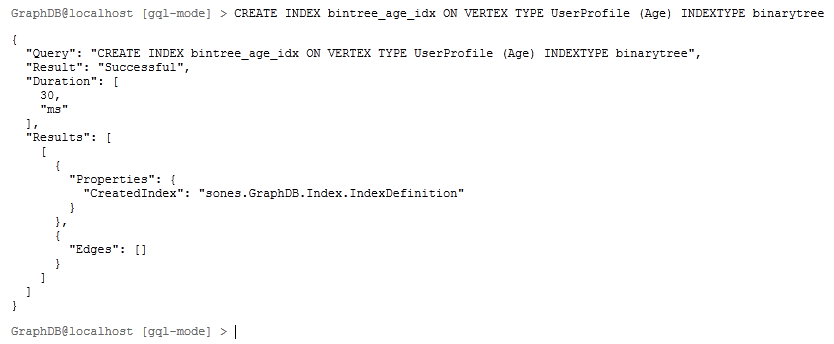 GraphDB@localhost [gql-mode] > CREATE INDEX bintree_age_idx ON VERTEX TYPE UserProfile (Age) INDEXTYPE binarytree
{
  "Query": "CREATE INDEX bintree_age_idx ON VERTEX TYPE UserProfile (Age) INDEXTYPE binarytree",
  "Result": "Successful",
  "Duration": [
    30,
    "ms"
  ],
  "Results": [
    [
      {
        "Properties": {
          "CreatedIndex": "sones.GraphDB.Index.IndexDefinition"
        }
      },
      {
        "Edges": []
      }
    ]
  ]
}
GraphDB@localhost [gql-mode] >